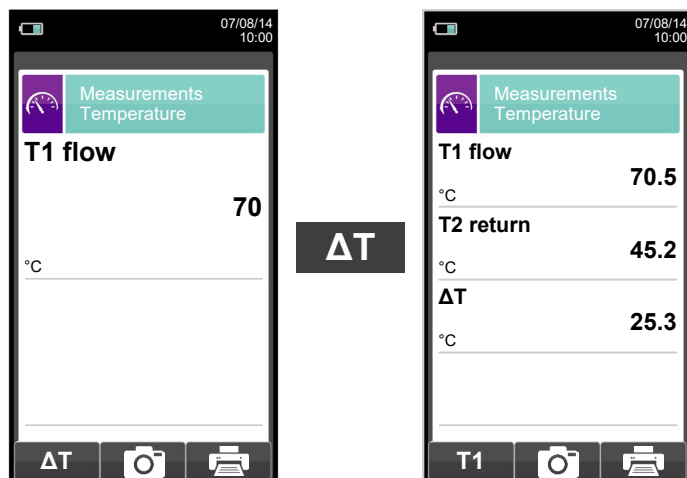 07/08/14
10:00
Measurements
Temperature
T1 flow
70
°C
ΔT
ΔT
07/08/14
10:00
Measurements
Temperature
T1 flow
70.5
°C
T2 return
45.2
°C
ΔT
25.3
°C
T1